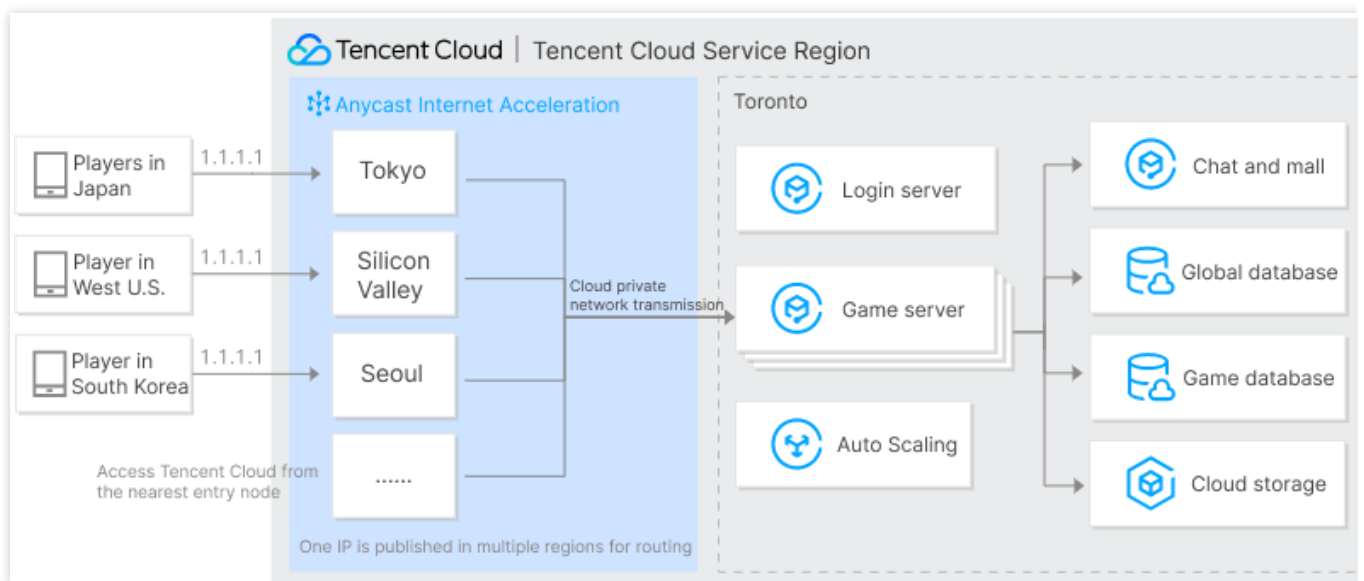 Tencent Cloud | Tencent Cloud Service Region
Anycast Internet Acceleration
Players in
Japan
1.1.1.1
Tokyo
Player in
West U.S.
1.1.1.1
Silicon
Valley
Player in
South Korea
1.1.1.1
Seoul
......
Access Tencent Cloud from
the nearest entry node
One IP is published in multiple regions for routing
Cloud private
network transmission
Toronto
Login server
Game server
Auto Scaling
Chat and mall
Global database
Game database
Cloud storage